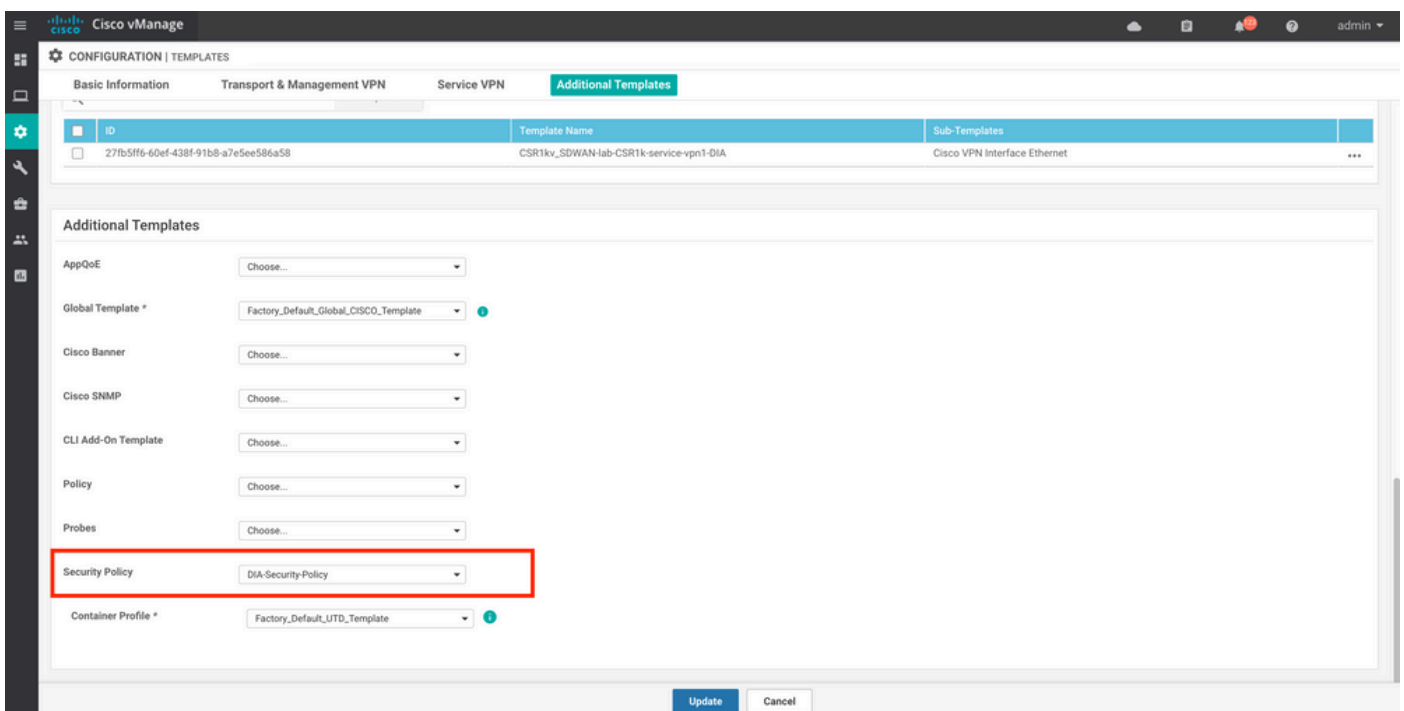 cisco Cisco vManage
admin
CONFIGURATION | TEMPLATES
Basic Information Transport & Management VPN Service VPN Additional Templates
ID Template Name Sub-Templates
27fb5ff6-60ef-438f-91b8-a7e5ee586a58 CSR1kv_SDWAN-lab-CSR1k-service-vpn1-DIA Cisco VPN Interface Ethernet
Additional Templates
AppQoE Choose...
Global Template * Factory_Default_Global_CISCO_Template
Cisco Banner Choose...
Cisco SNMP Choose...
CLI Add-On Template Choose...
Policy Choose...
Probes Choose...
Security Policy DIA-Security-Policy
Container Profile * Factory_Default_UTD_Template
Update Cancel